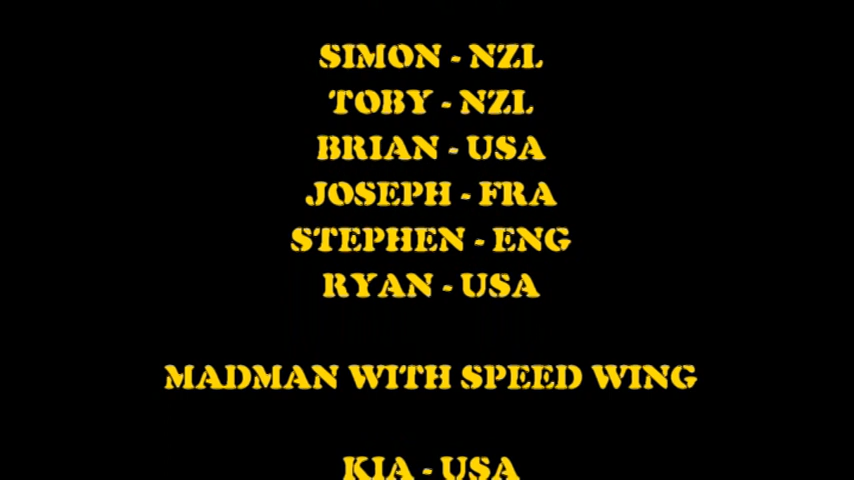 SIMON - NZL
TOBY - NZL
BRIAN - USA
JOSEPH - FRA
STEPHEN - ENG
RYAN - USA
MADMAN WITH SPEED WING
KIA - USA